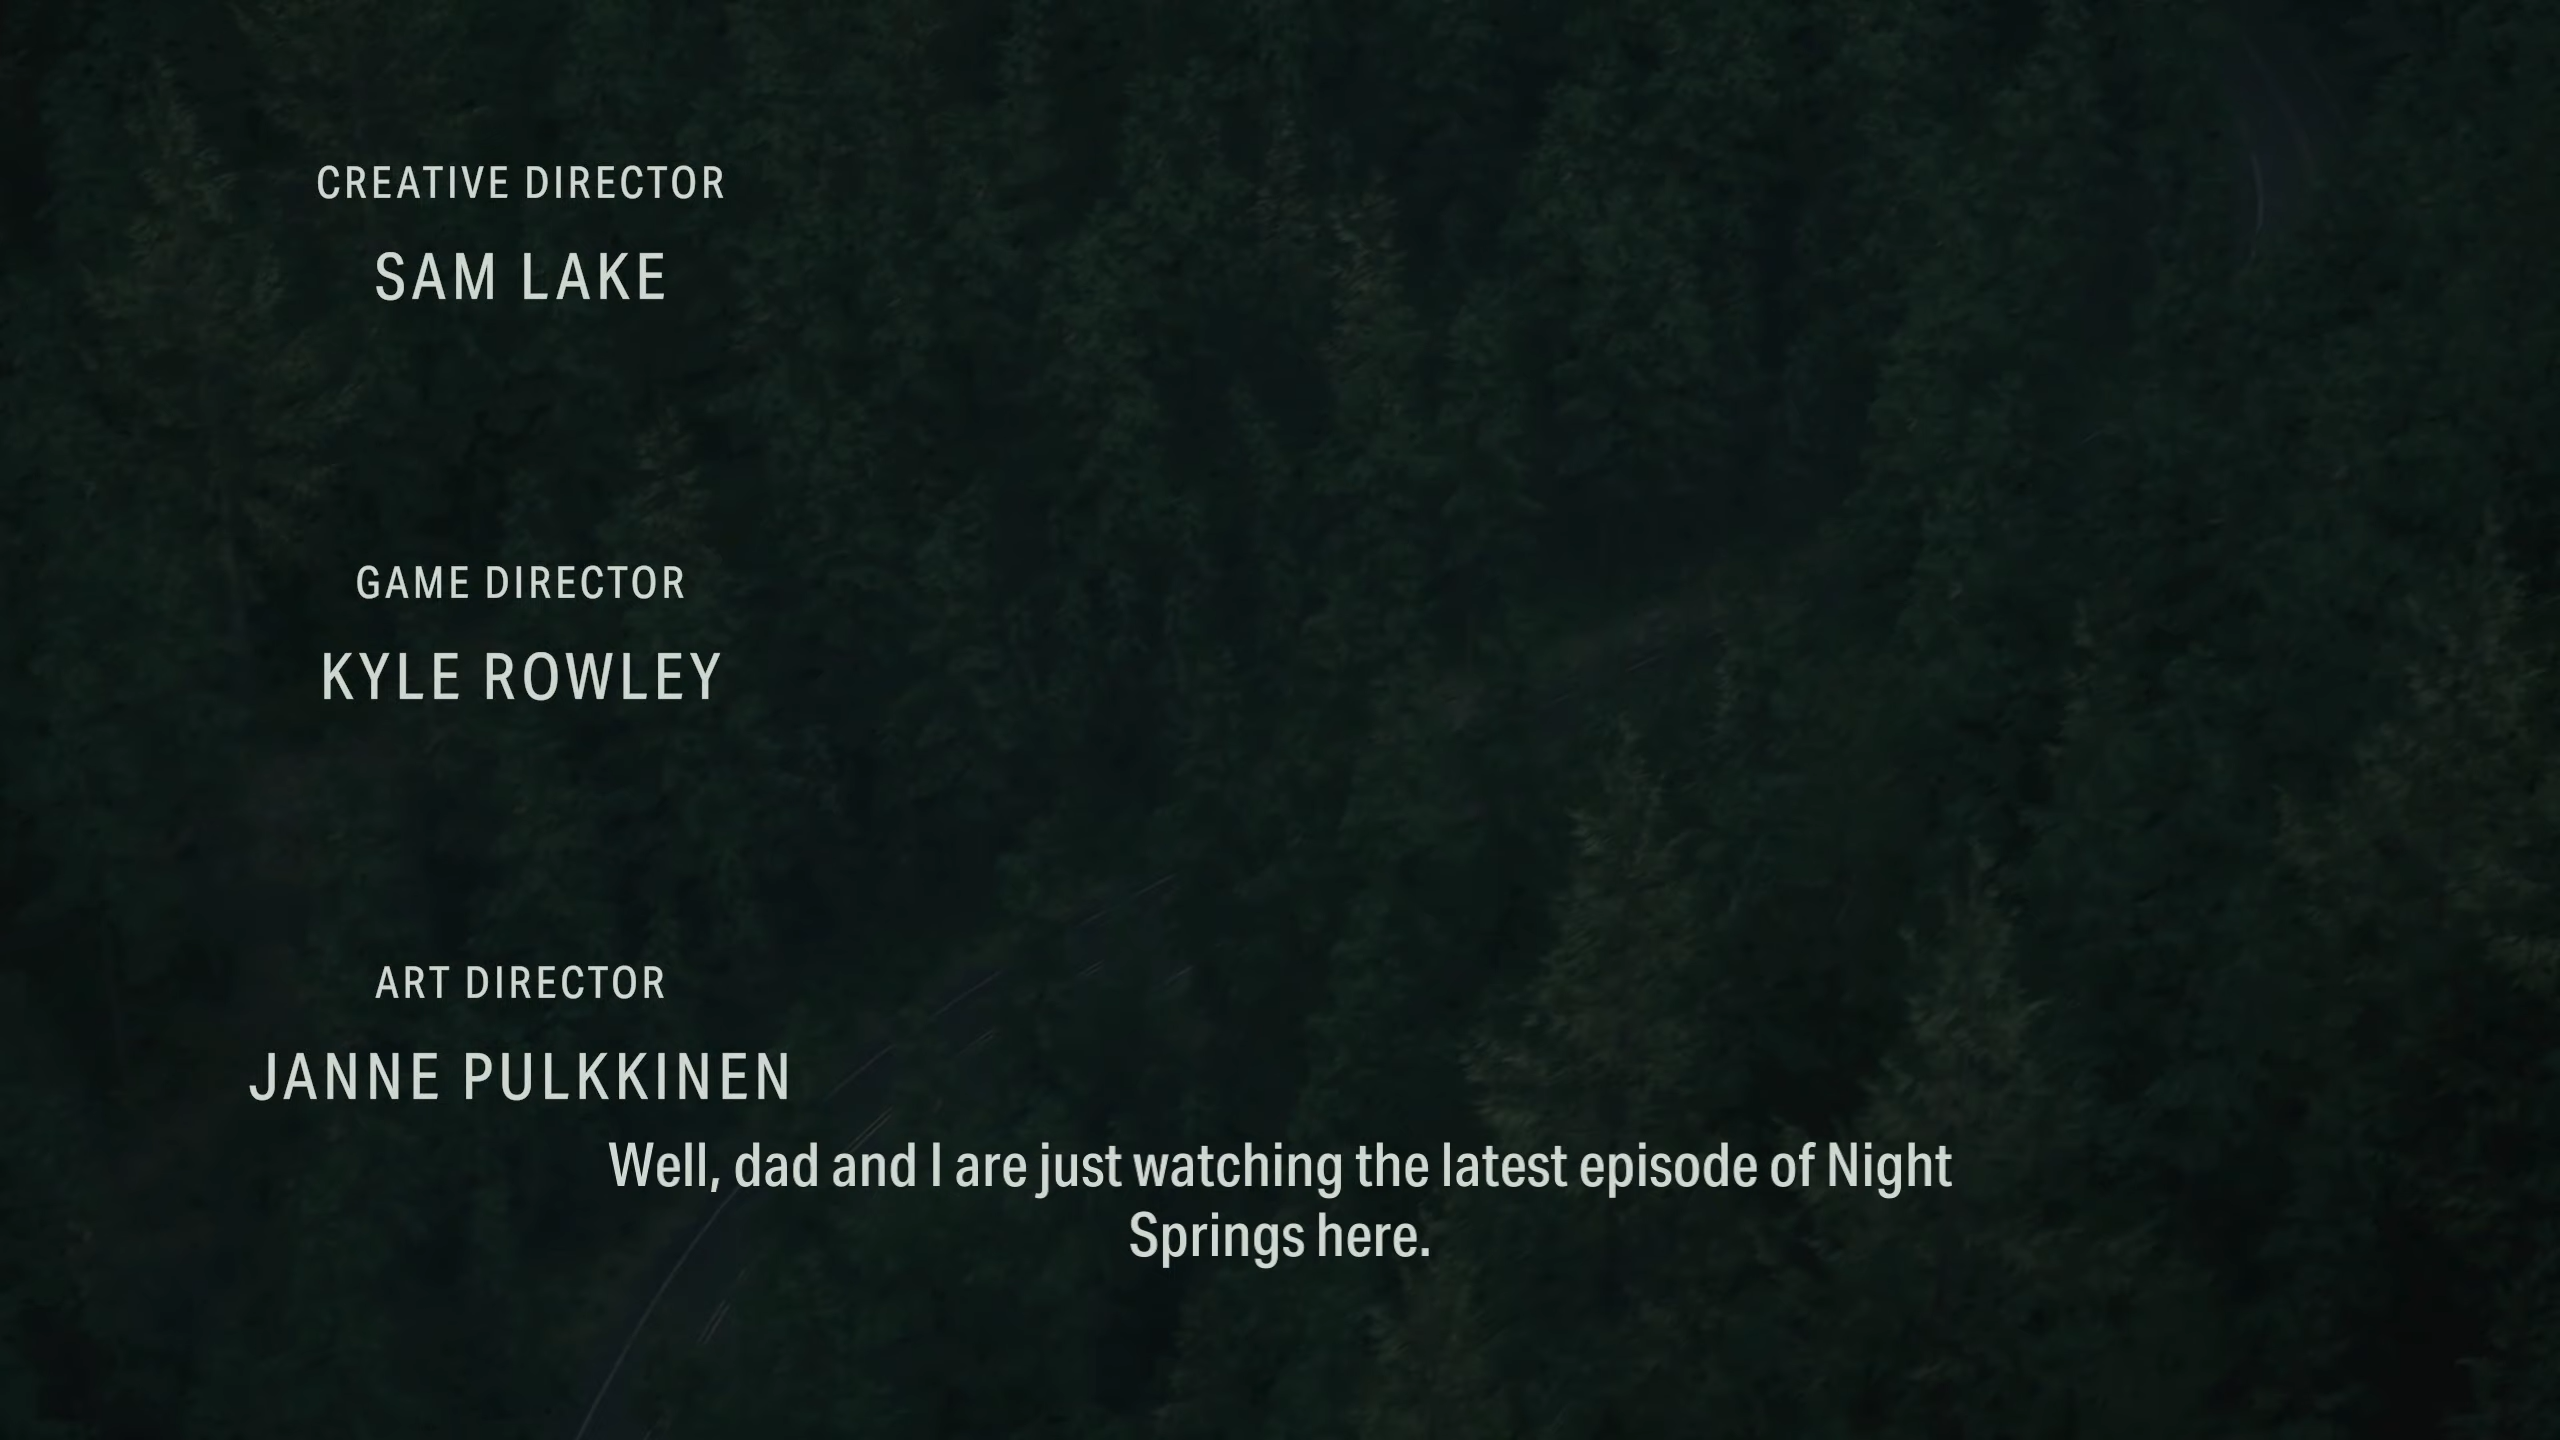 CREATIVE DIRECTOR
SAM LAKE
GAME DIRECTOR
KYLE ROWLEY
ART DIRECTOR
JANNE PULKKINEN
Well, dad and I are just watching the latest episode of Night
Springs here.